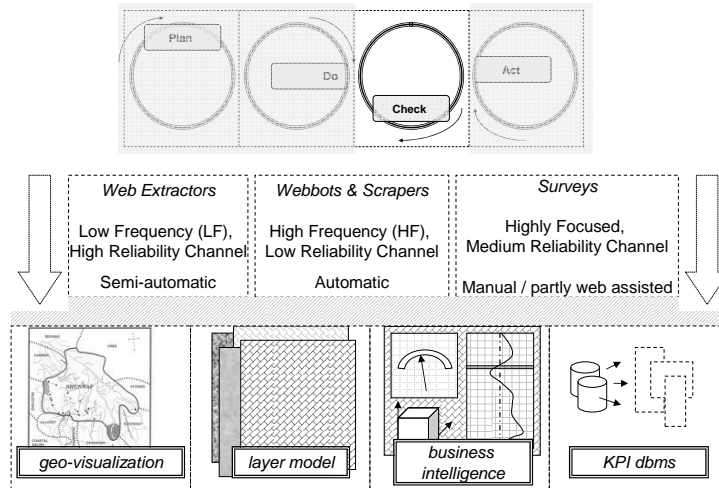 Plan
Do
Check
Act
Web Extractors
Low Frequency (LF),
High Reliability Channel
Semi-automatic
Webbots & Scrapers
High Frequency (HF),
Low Reliability Channel
Automatic
Surveys
Highly Focused,
Medium Reliability Channel
Manual / partly web assisted
geo-visualization
layer model
business
intelligence
KPI dbms